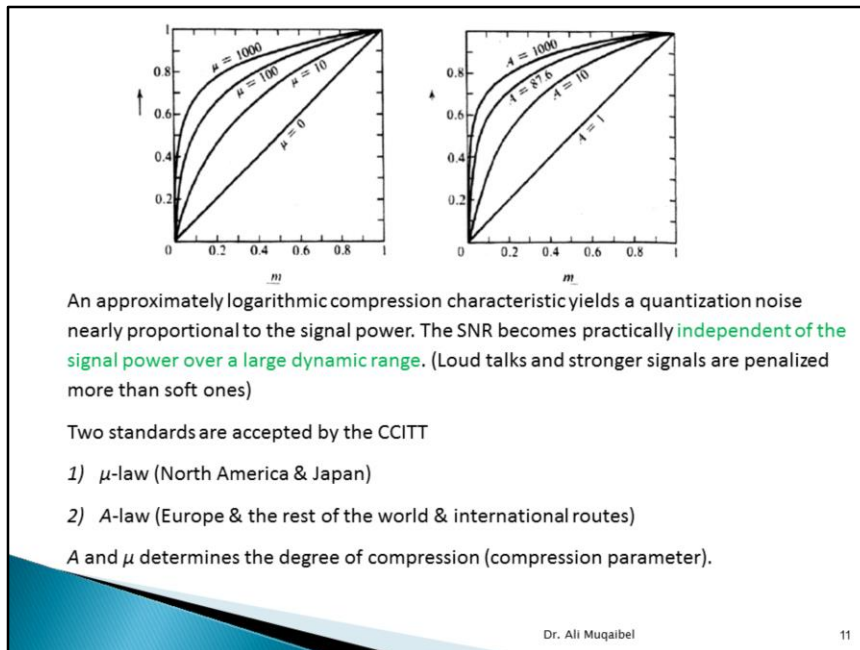 1
0.8
0.6
0.4
0.2
0 0.2 0.4 0.6 0.8 1
μ = 1000
μ = 100
μ = 10
μ = 0
m
0.8
0.6
0.4
0.2
0 0.2 0.4 0.6 0.8 1
A = 1000
A = 87.6
A = 10
A = 1
m
An approximately logarithmic compression characteristic yields a quantization noise
nearly proportional to the signal power. The SNR becomes practically independent of the
signal power over a large dynamic range. (Loud talks and stronger signals are penalized
more than soft ones)
Two standards are accepted by the CCITT
1) μ-law (North America & Japan)
2) A-law (Europe & the rest of the world & international routes)
A and μ determines the degree of compression (compression parameter).
Dr. Ali Muqaibel 11